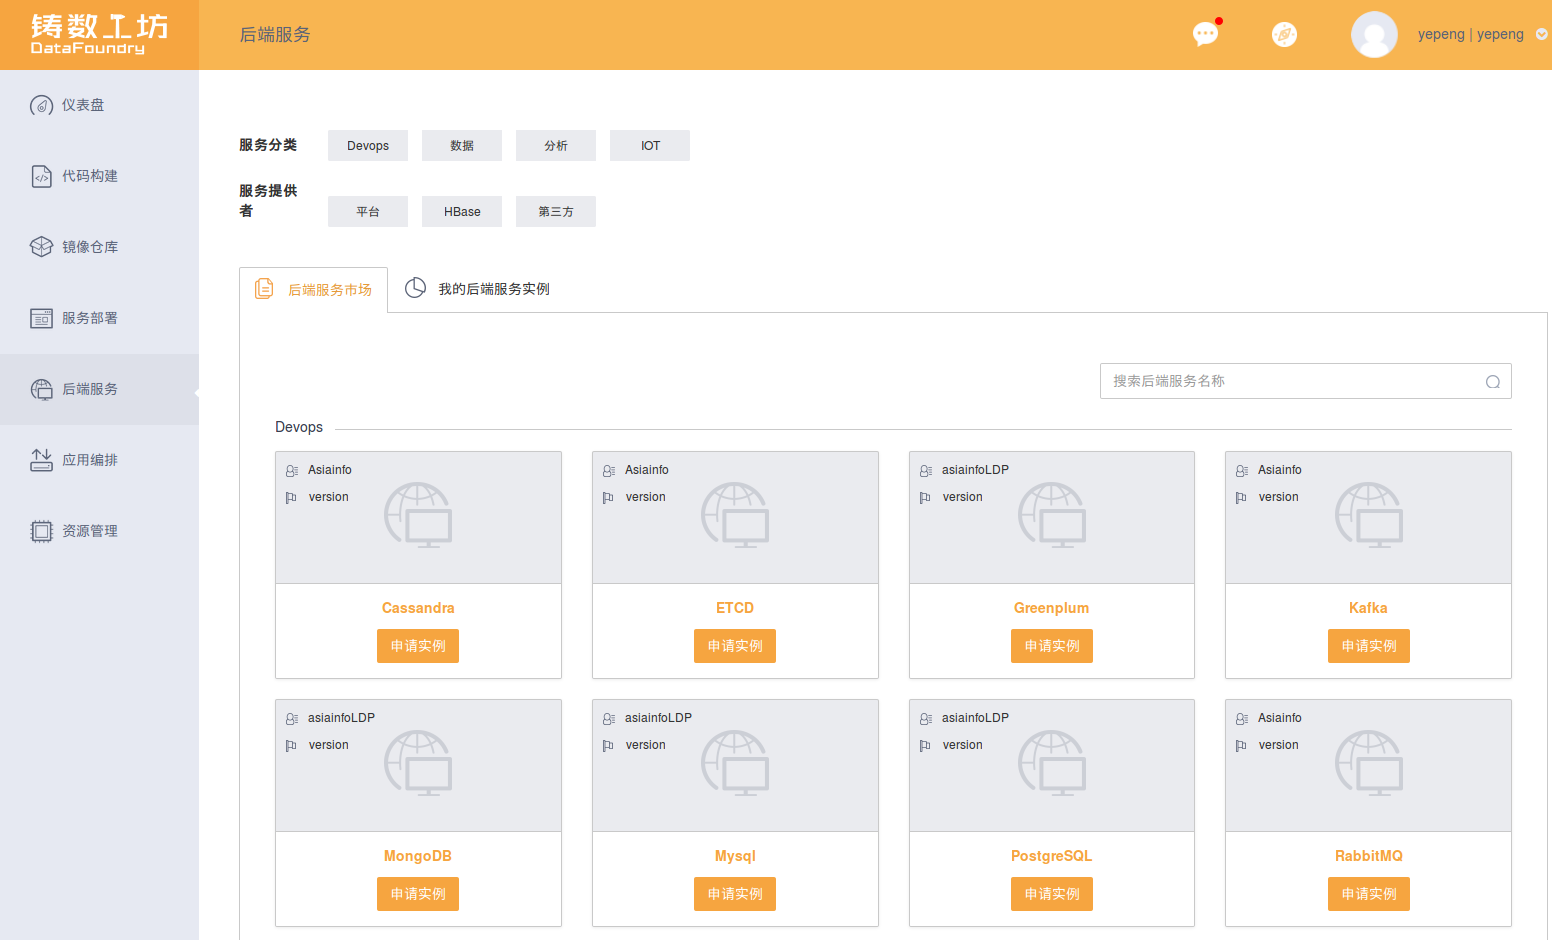 铸数工坊
DataFoundry
后端服务
yepeng | yepeng
仪表盘
代码构建
镜像仓库
服务部署
后端服务
应用编排
资源管理
服务分类
Devops
数据
分析
IOT
服务提供
者
平台
HBase
第三方
后端服务市场
我的后端服务实例
搜索后端服务名称
Devops
Asiainfo
version
Cassandra
申请实例
Asiainfo
version
ETCD
申请实例
asiainfoLDP
version
Greenplum
申请实例
Asiainfo
version
Kafka
申请实例
asiainfoLDP
version
MongoDB
申请实例
asiainfoLDP
version
Mysql
申请实例
asiainfoLDP
version
PostgreSQL
申请实例
Asiainfo
version
RabbitMQ
申请实例